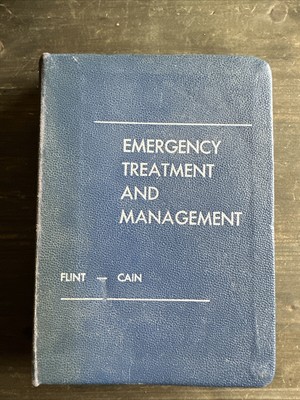 EMERGENCY
TREATMENT
AND
MANAGEMENT
FLINT — CAIN